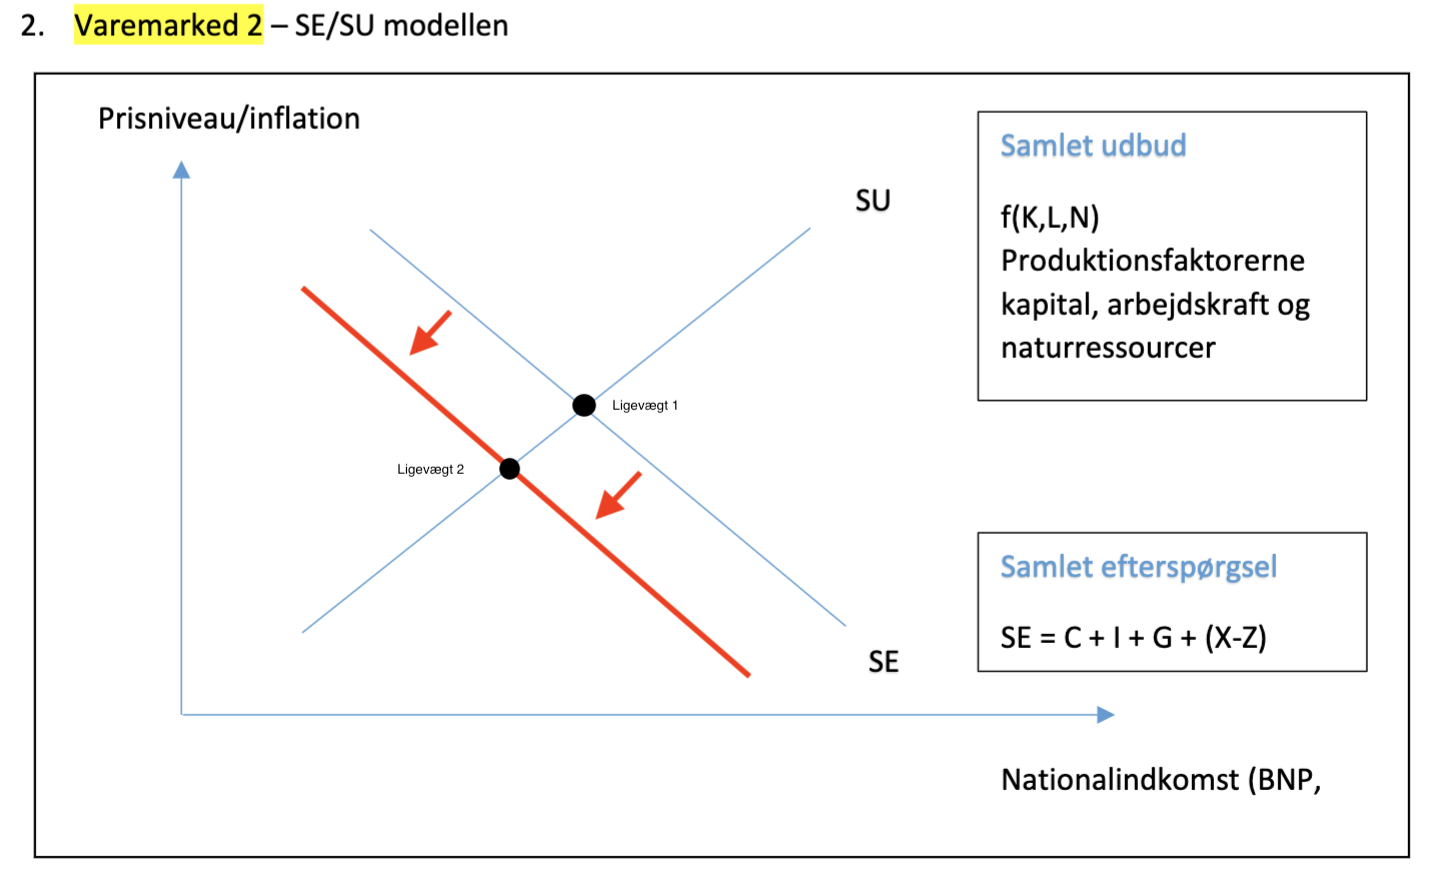 2. Varemarked 2 – SE/SU modellen
Prisniveau/inflation
SU
Samlet udbud
f(K,L,N)
Produktionsfaktorerne
kapital, arbejdskraft og
naturressourcer
Ligevægt 1
Ligevægt 2
Samlet efterspørgsel
SE = C + I + G + (X-Z)
SE
Nationalindkomst (BNP,